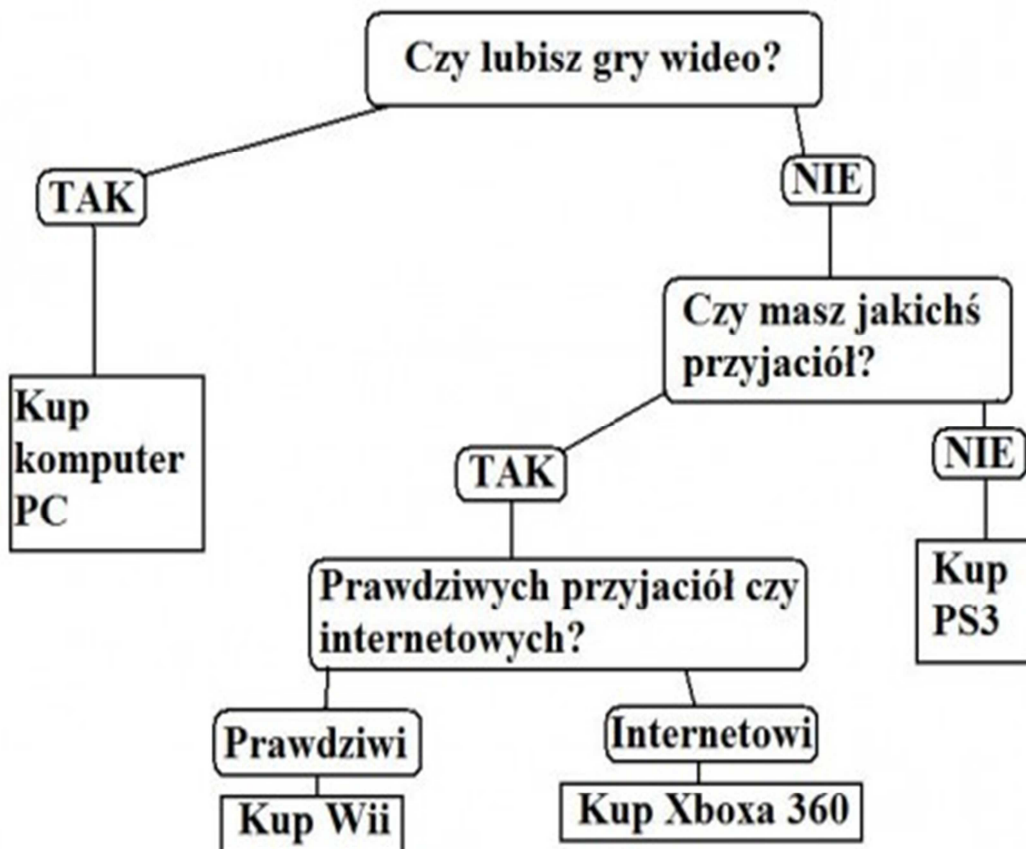 Czy lubisz gry wideo?
TAK
NIE
Czy masz jakichś
przyjaciół?
Kup
komputer
PC
TAK
NIE
Prawdziwych przyjaciół czy
internetowych?
Kup
PS3
Prawdziwi
Internetowi
Kup Wii
Kup Xboxa 360